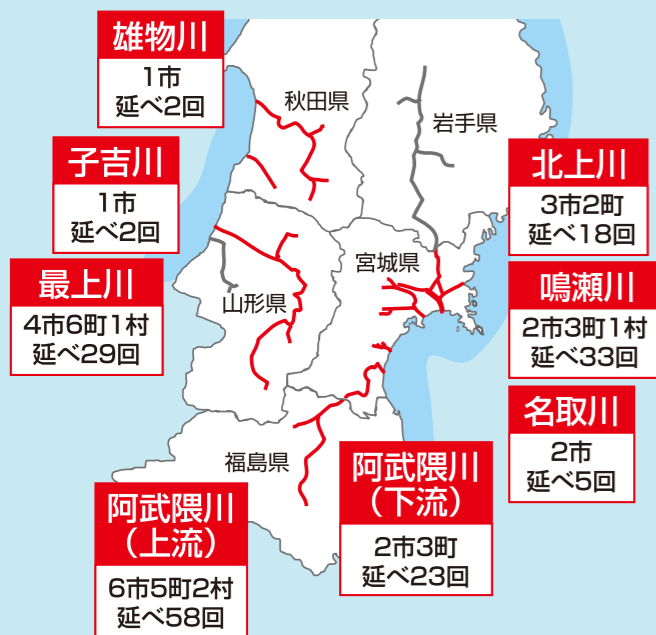 雄物川
1市
延べ2回
秋田県
岩手県
子吉川
1市
延べ2回
北上川
3市2町
延べ18回
最上川
4市6町1村
延べ29回
山形県
宮城県
鳴瀬川
2市3町1村
延べ33回
名取川
2市
延べ5回
福島県
阿武隈川
（下流）
2市3町
延べ23回
阿武隈川
（上流）
6市5町2村
延べ58回